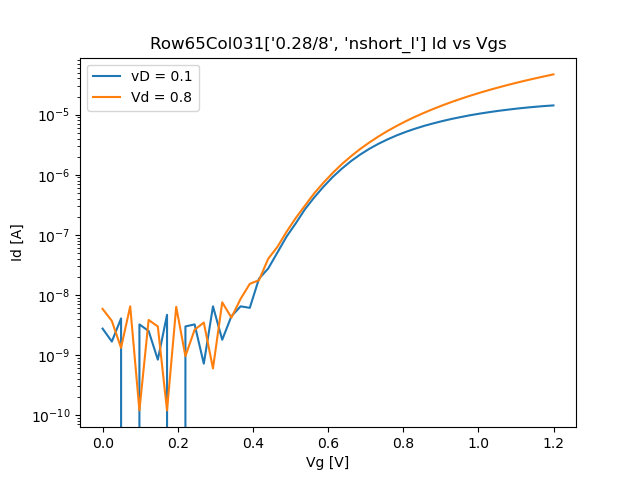 Row65Col031['0.28/8', 'nshort_l'] Id vs Vgs
vD = 0.1
Vd = 0.8
Id [A]
10⁻⁵
10⁻⁶
10⁻⁷
10⁻⁸
10⁻⁹
10⁻¹⁰
0.0 0.2 0.4 0.6 0.8 1.0 1.2
Vg [V]